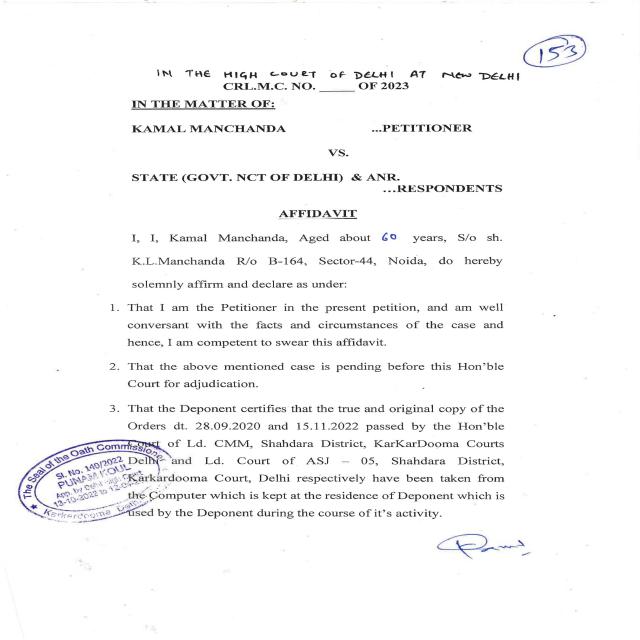 153
IN THE HIGH COURT OF DELHI AT NEW DELHI
CRL.M.C. NO. _____ OF 2023
IN THE MATTER OF:
KAMAL MANCHANDA ...PETITIONER
VS.
STATE (GOVT. NCT OF DELHI) & ANR.
...RESPONDENTS
AFFIDAVIT
I, I, Kamal Manchanda, Aged about 60 years, S/o sh.
K.L.Manchanda R/o B-164, Sector-44, Noida, do hereby
solemnly affirm and declare as under:
1. That I am the Petitioner in the present petition, and am well
conversant with the facts and circumstances of the case and
hence, I am competent to swear this affidavit.
2. That the above mentioned case is pending before this Hon'ble
Court for adjudication.
3. That the Deponent certifies that the true and original copy of the
Orders dt. 28.09.2020 and 15.11.2022 passed by the Hon'ble
Court of Ld. CMM, Shahdara District, KarKarDooma Courts
Delhi and Ld. Court of ASJ – 05, Shahdara District,
Karkardooma Court, Delhi respectively have been taken from
the Computer which is kept at the residence of Deponent which is
used by the Deponent during the course of it's activity.
The Seal of the Oath Commissioner
Sl. No. 140/2022
PUNAM KOUL
App. by Delhi High Court
13-10-2022 to 12-
Karkardooma Delhi